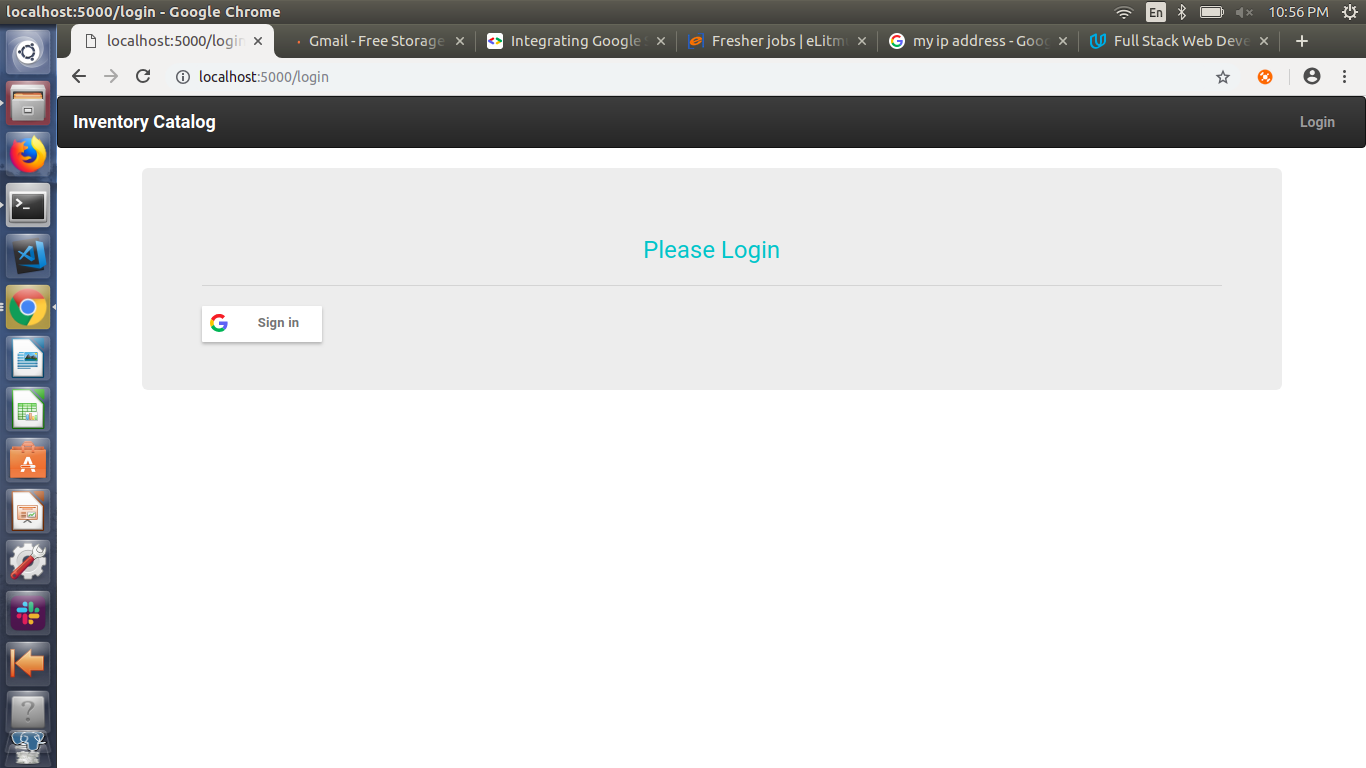 localhost:5000/login - Google Chrome
En
10:56 PM
localhost:5000/login
Gmail - Free Storage
Integrating Google
Fresher jobs | eLitm
my ip address - Goo
Full Stack Web Deve
localhost:5000/login
Inventory Catalog
Login
Please Login
Sign in